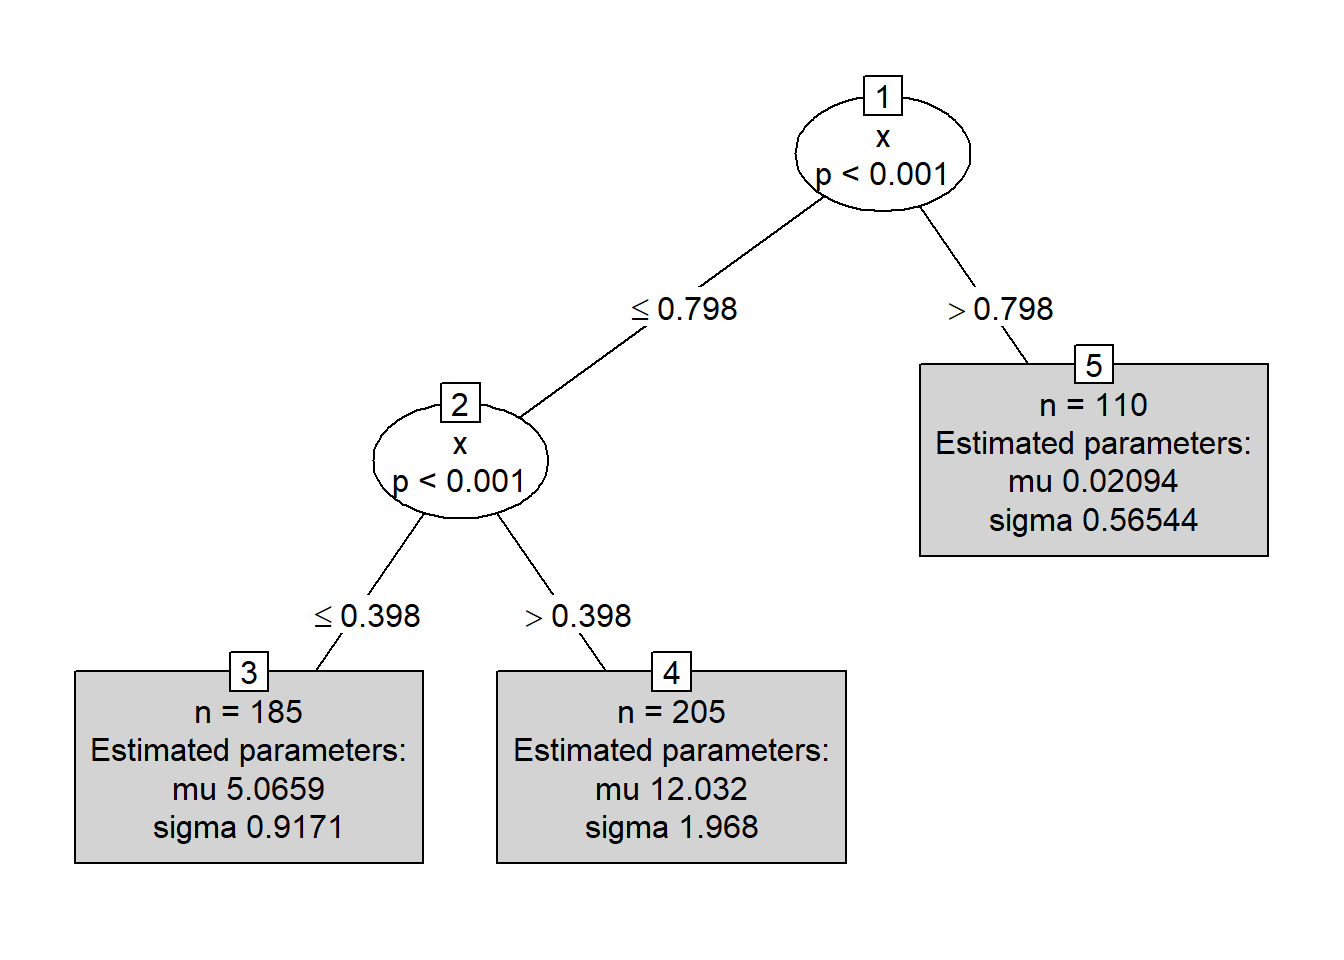 1
x
p < 0.001
≤ 0.798
> 0.798
2
x
p < 0.001
≤ 0.398
> 0.398
3
n = 185
Estimated parameters:
mu 5.0659
sigma 0.9171
4
n = 205
Estimated parameters:
mu 12.032
sigma 1.968
5
n = 110
Estimated parameters:
mu 0.02094
sigma 0.56544